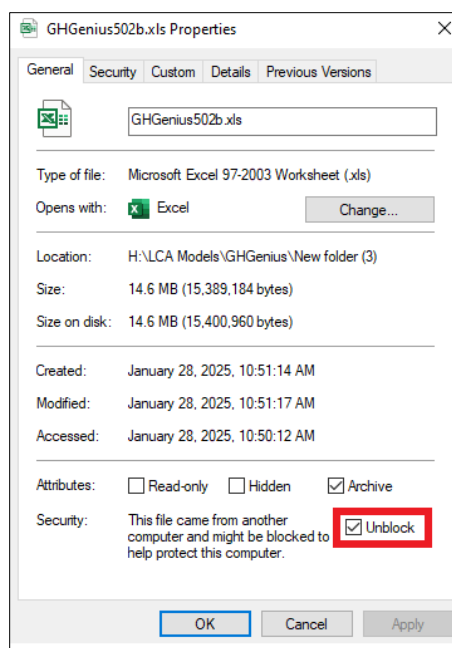 GHGenius502b.xls Properties
General Security Custom Details Previous Versions
GHGenius502b.xls
Type of file: Microsoft Excel 97-2003 Worksheet (.xls)
Opens with: Excel Change...
Location: H:\LCA Models\GHGenius\New folder (3)
Size: 14.6 MB (15,389,184 bytes)
Size on disk: 14.6 MB (15,400,960 bytes)
Created: January 28, 2025, 10:51:14 AM
Modified: January 28, 2025, 10:51:17 AM
Accessed: January 28, 2025, 10:50:12 AM
Attributes: Read-only Hidden Archive
Security: This file came from another
computer and might be blocked to
help protect this computer.
Unblock
OK Cancel Apply